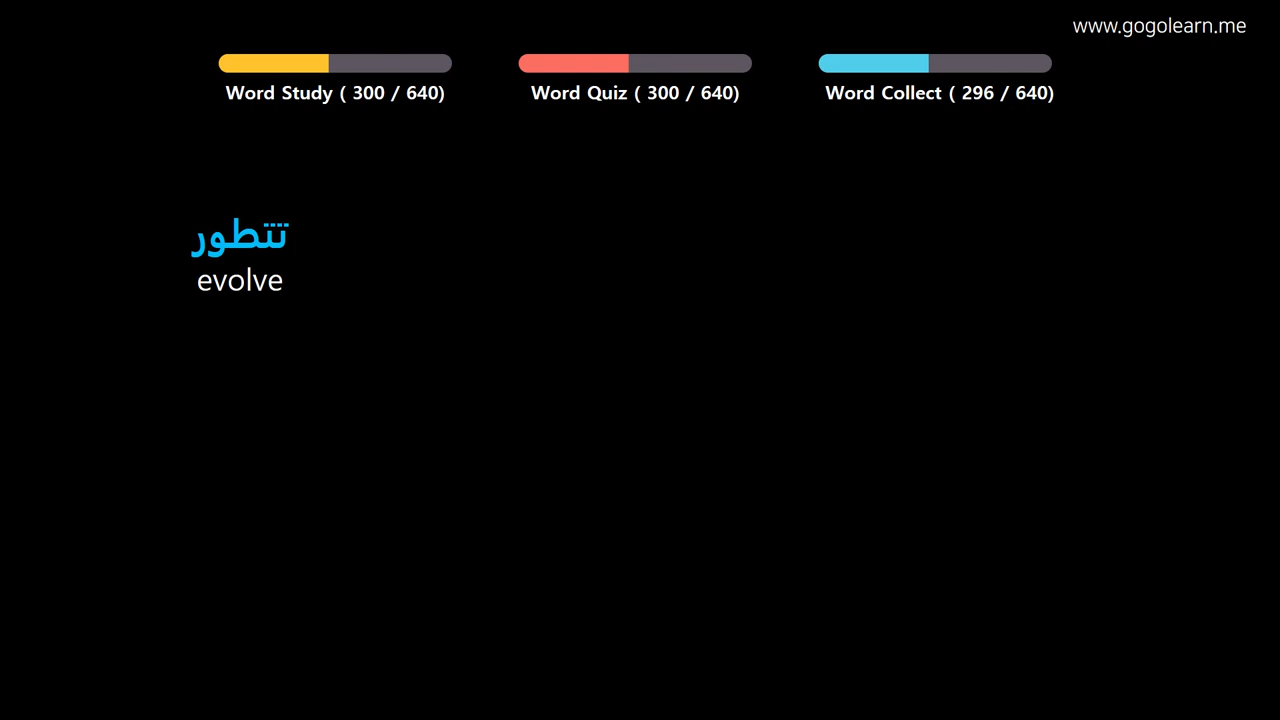 www.gogolearn.me
Word Study ( 300 / 640)
Word Quiz ( 300 / 640)
Word Collect ( 296 / 640)
تتطور
evolve